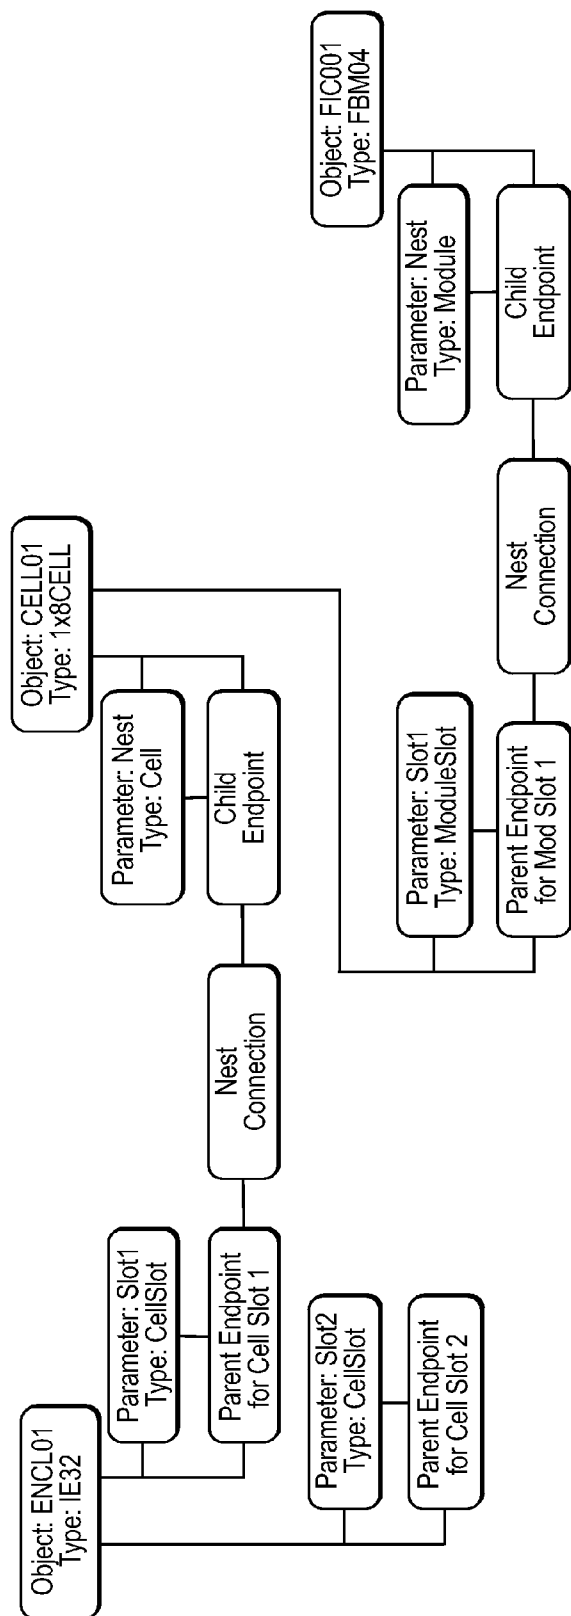 Object: ENCL01
Type: IE32
Parameter: Slot1
Type: CellSlot
Parent Endpoint
for Cell Slot 1
Parameter: Slot2
Type: CellSlot
Parent Endpoint
for Cell Slot 2
Nest
Connection
Object: CELL01
Type: 1x8CELL
Parameter: Nest
Type: Cell
Child
Endpoint
Parameter: Slot1
Type: ModuleSlot
Parent Endpoint
for Mod Slot 1
Nest
Connection
Object: FIC001
Type: FBM04
Parameter: Nest
Type: Module
Child
Endpoint